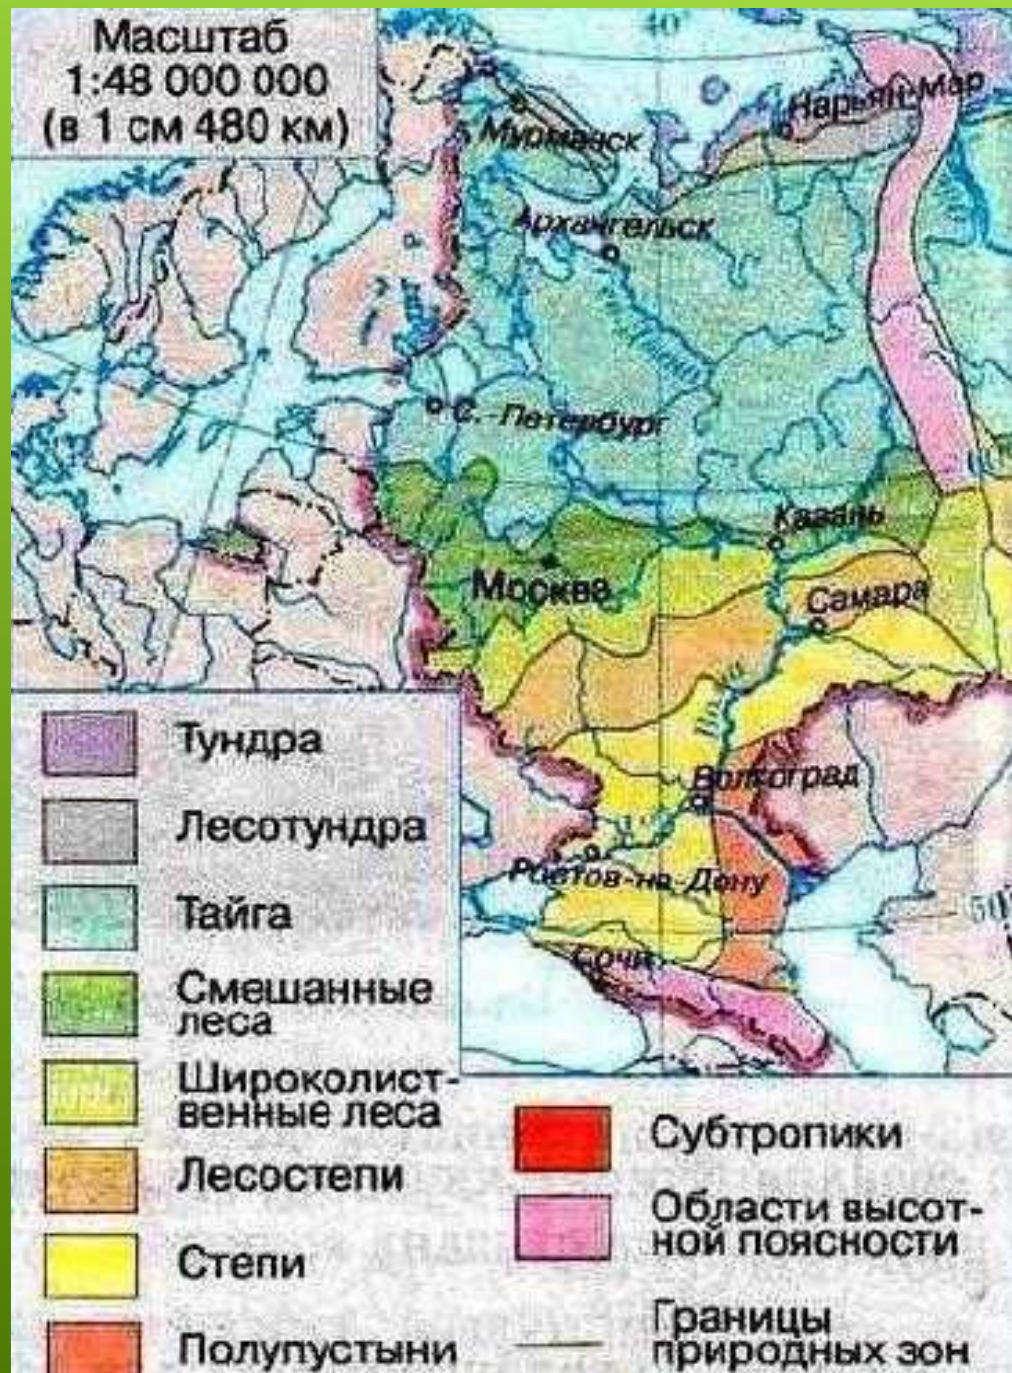 Масштаб
1:48 000 000
(в 1 см 480 км)
40°
Нарьян-Мар
Мурманск
Архангельск
С.-Петербург
Казань
Москва
Самара
Волгоград
Ростов-на-Дону
50°
Сочи
Тундра
Лесотундра
Тайга
Смешанные
леса
Широколист-
венные леса
Лесостепи
Степи
Полупустыни
Субтропики
Области высот-
ной поясности
Границы
природных зон